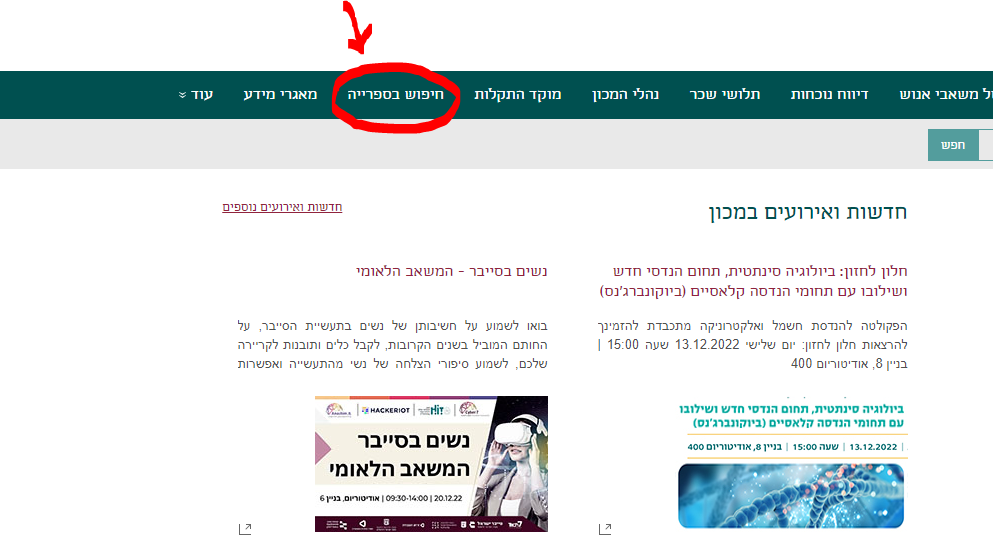 ול משאבי אנוש דיווח נוכחות תלושי שכר נהלי המכון מוקד התקלות חיפוש בספרייה מאגרי מידע עוד
חפש
חדשות ואירועים במכון
חדשות ואירועים נוספים
חלון לחזון: ביולוגיה סינתטית, תחום הנדסי חדש
ושילובו עם תחומי הנדסה קלאסיים (ביוקונברג'נס)
הפקולטה להנדסת חשמל ואלקטרוניקה מתכבדת להזמינך
להרצאות חלון לחזון: יום שלישי 13.12.2022 שעה 15:00 |
בניין 8, אודיטוריום 400
ביולוגיה סינתטית, תחום הנדסי חדש ושילובו
עם תחומי הנדסה קלאסיים (ביוקונברג'נס)
13.12.2022 | שעה 15:00 | בניין 8, אודיטוריום 400
נשים בסייבר - המשאב הלאומי
בואו לשמוע על חשיבותן של נשים בתעשיית הסייבר, על
החותם המוביל בשנים הקרובות, לקבל כלים ותובנות לקריירה
שלכם, לשמוע סיפורי הצלחה של נשי מהתעשייה ואפשרות
HACKERIOT HIT
נשים בסייבר
המשאב הלאומי
20.12.22 | 09:30-14:00 | אודיטוריום, בניין 6